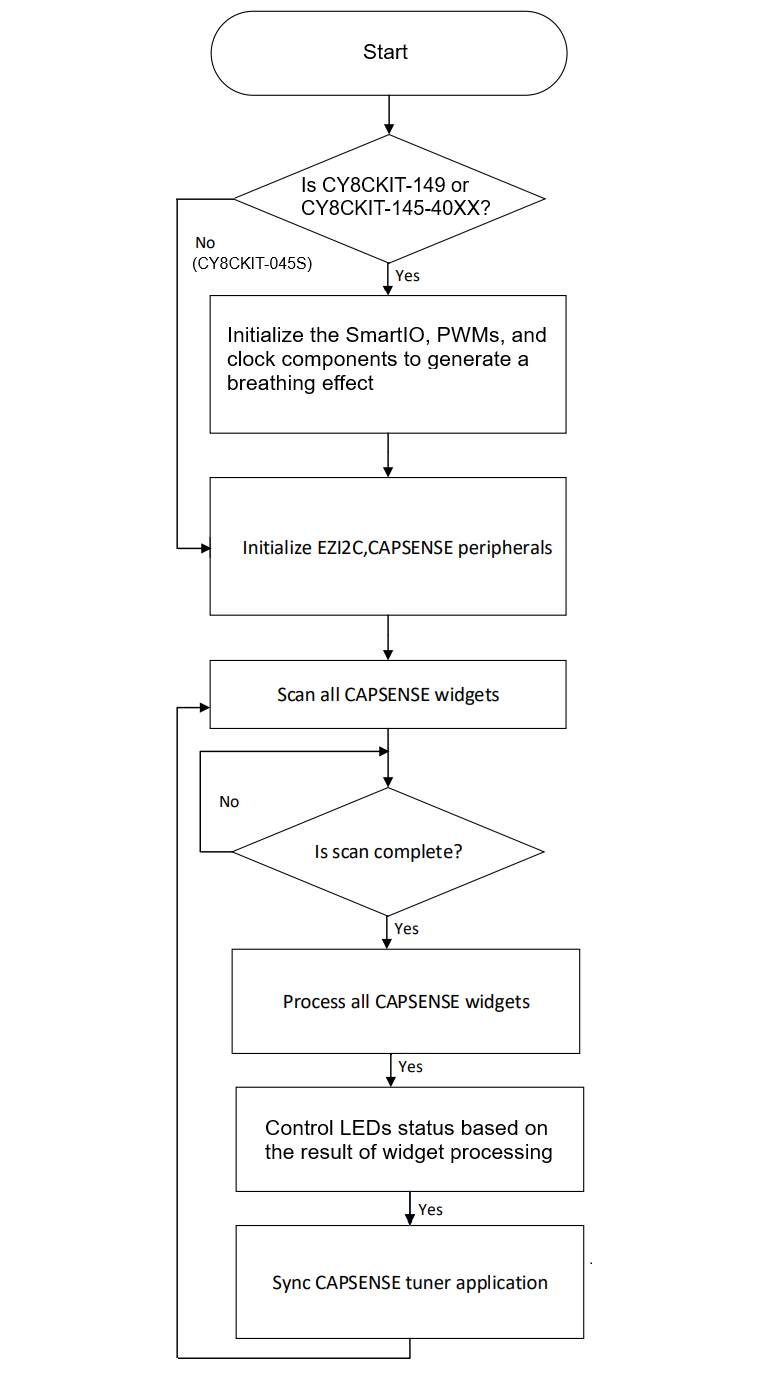 Start
Is CY8CKIT-149 or
CY8CKIT-145-40XX?
No
(CY8CKIT-045S)
Yes
Initialize the SmartIO, PWMs, and
clock components to generate a
breathing effect
Initialize EZI2C,CAPSENSE peripherals
Scan all CAPSENSE widgets
No
Is scan complete?
Yes
Process all CAPSENSE widgets
Yes
Control LEDs status based on
the result of widget processing
Yes
Sync CAPSENSE tuner application